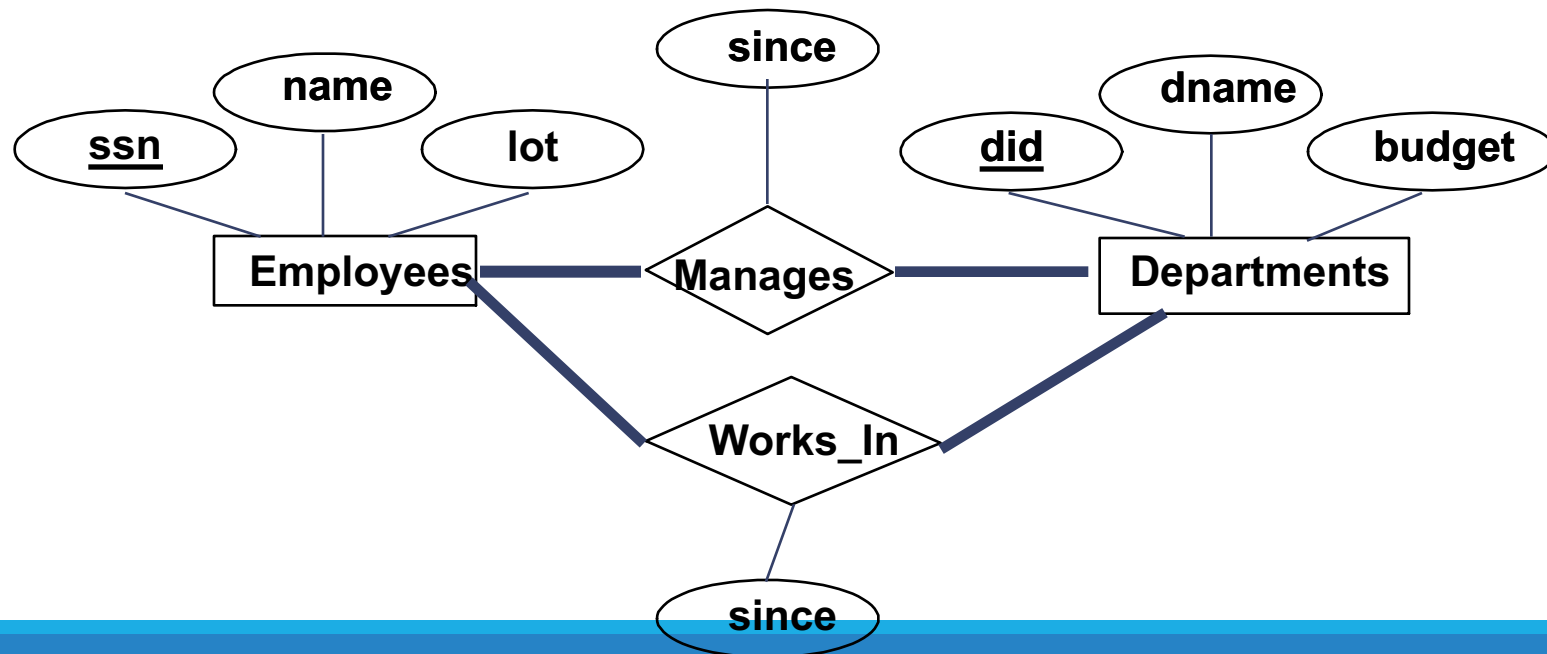 since
name
dname
ssn
lot
did
budget
Employees
Manages
Departments
Works_In
since